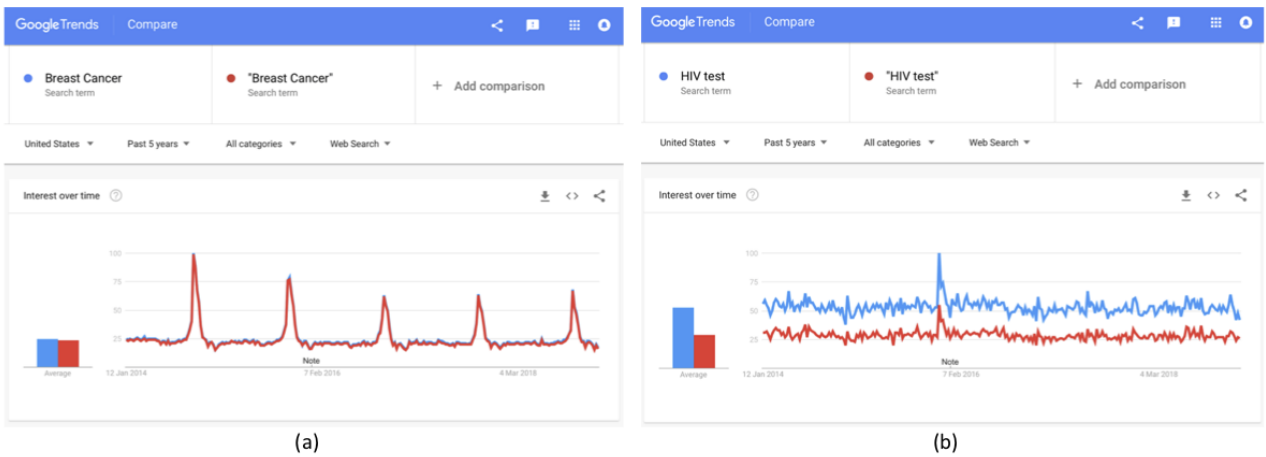 Google Trends Compare
Breast Cancer
Search term
"Breast Cancer"
Search term
+ Add comparison
United States Past 5 years All categories Web Search
Interest over time
100
75
50
25
Average
Note
12 Jan 2014 7 Feb 2016 4 Mar 2018
(a)
Google Trends Compare
HIV test
Search term
"HIV test"
Search term
+ Add comparison
United States Past 5 years All categories Web Search
Interest over time
100
75
50
25
Average
Note
12 Jan 2014 7 Feb 2016 4 Mar 2018
(b)